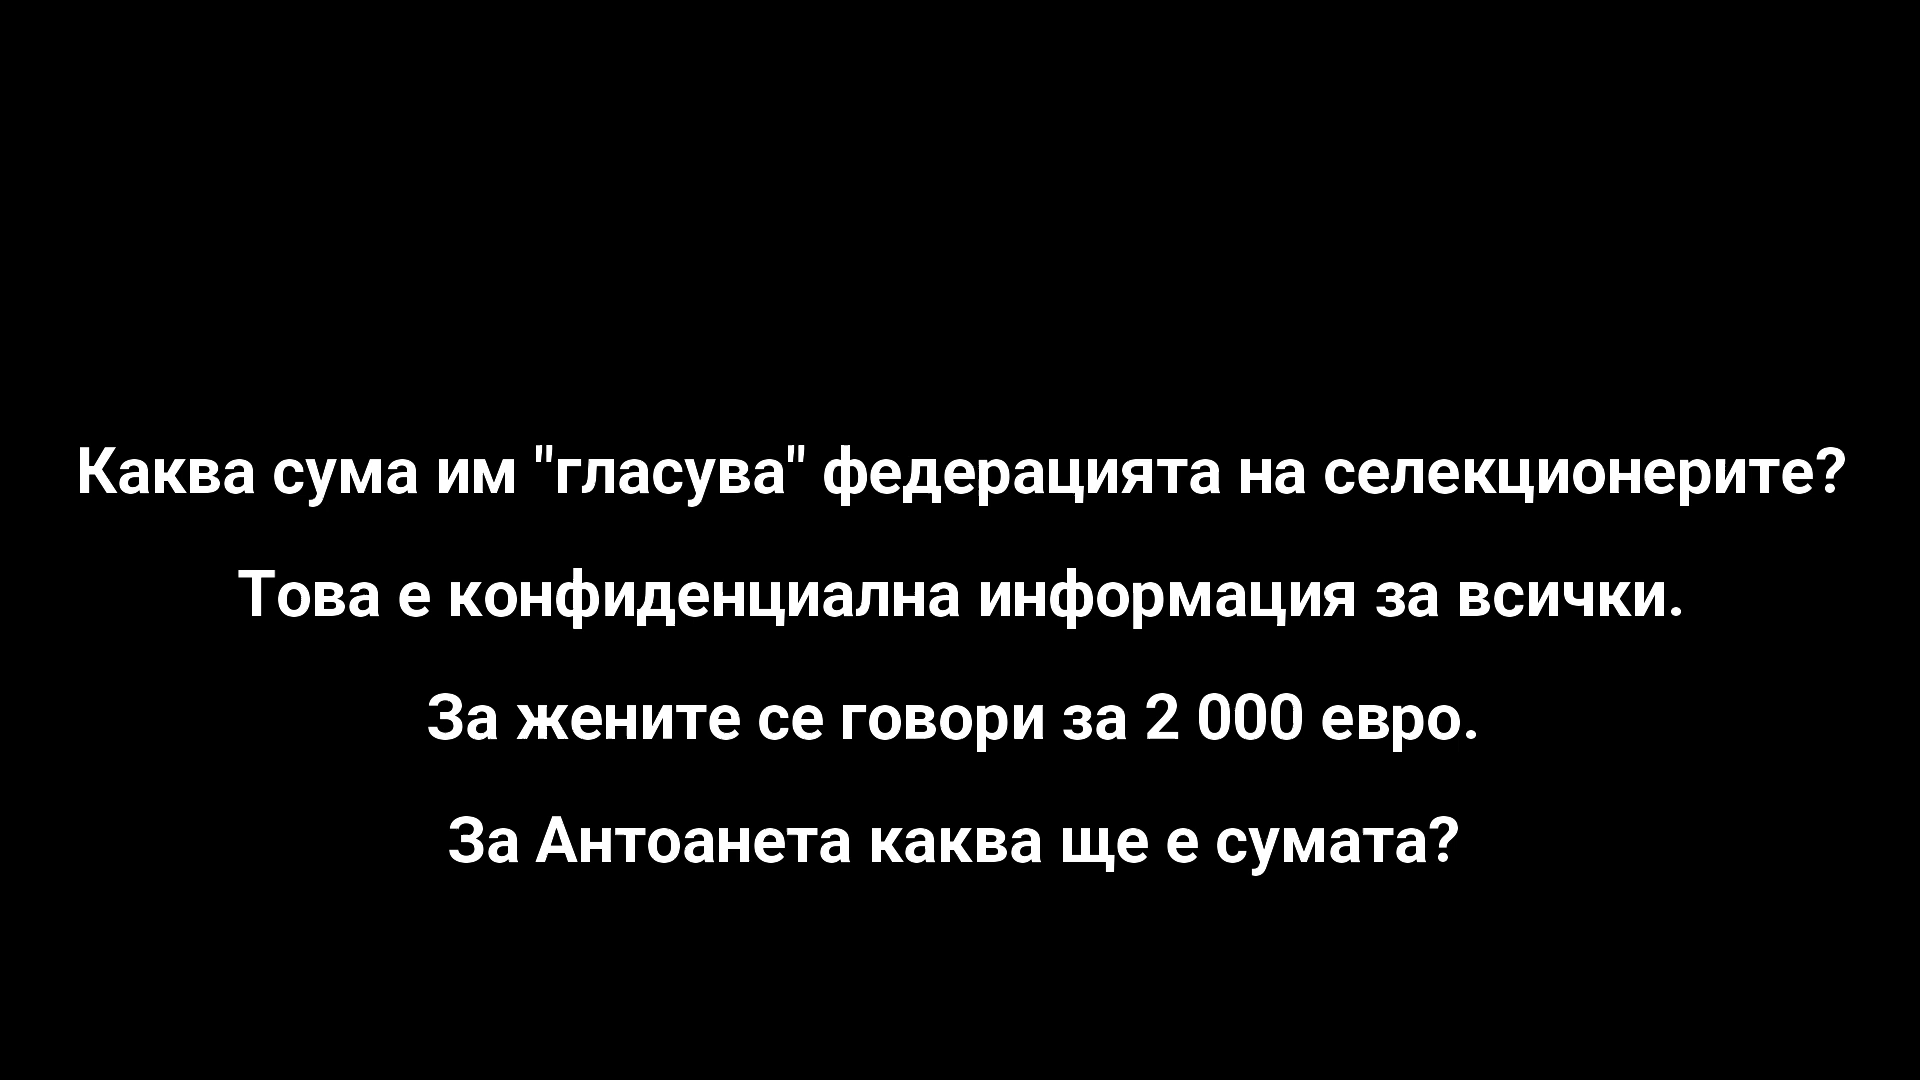 Каква сума им "гласува" федерацията на селекционерите?
Това е конфиденциална информация за всички.
За жените се говори за 2 000 евро.
За Антоанета каква ще е сумата?